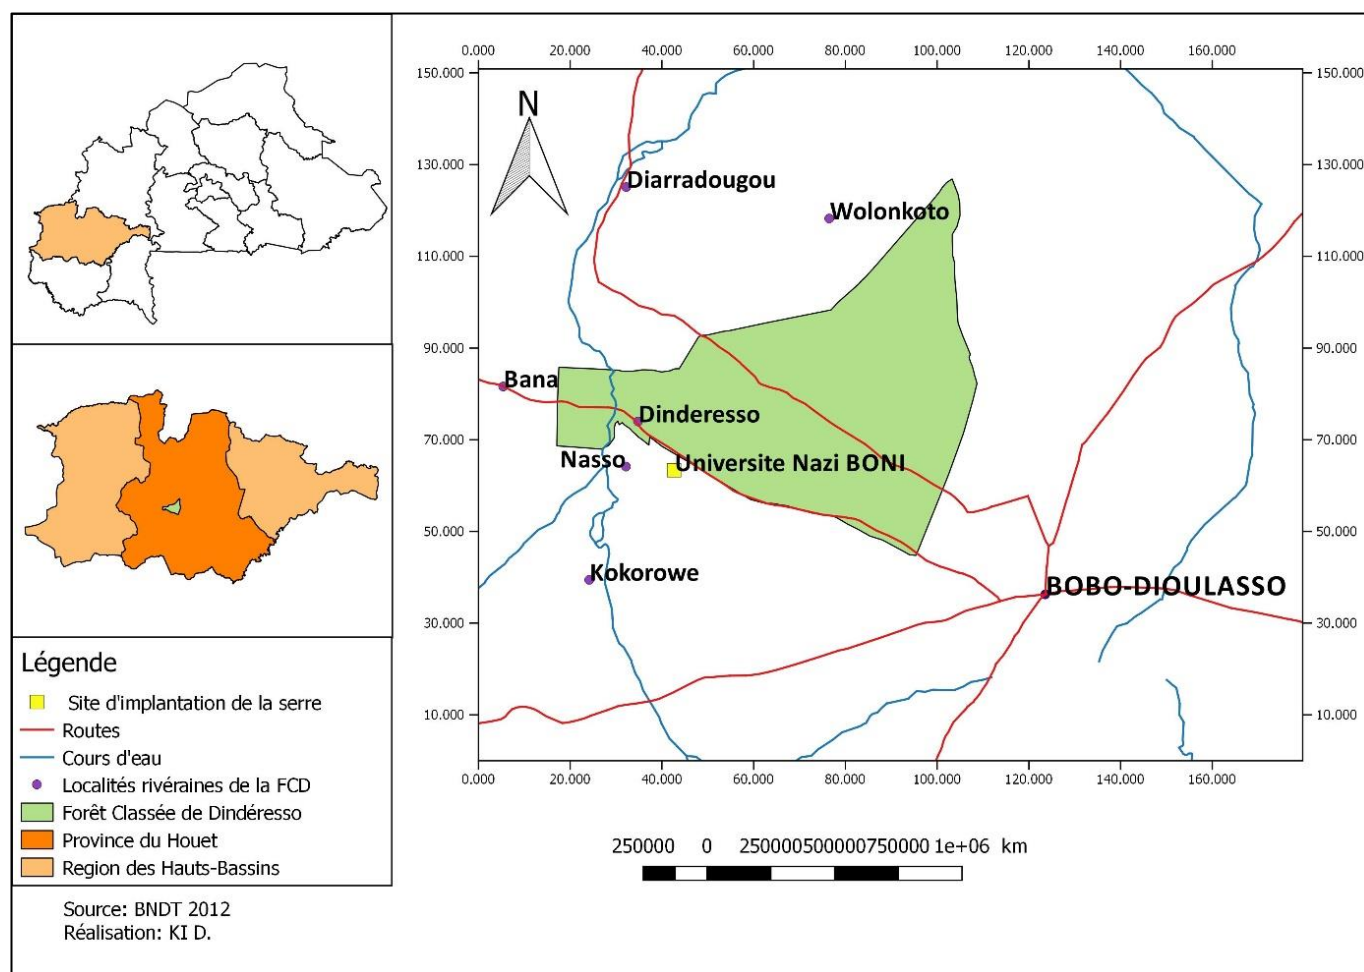 0.000 20.000 40.000 60.000 80.000 100.000 120.000 140.000 160.000
150.000 150.000
N
130.000 130.000
Diarradougou
Wolonkoto
110.000 110.000
90.000 90.000
Bana
Dinderesso
70.000 70.000
Nasso
Universite Nazi BONI
50.000 50.000
Kokorowe
BOBO-DIOULASSO
30.000 30.000
10.000 10.000
0.000 20.000 40.000 60.000 80.000 100.000 120.000 140.000 160.000
250000 0 250000500000750000 1e+06 km
Légende
Site d'implantation de la serre
Routes
Cours d'eau
Localités rivéraines de la FCD
Forêt Classée de Dindéresso
Province du Houet
Region des Hauts-Bassins
Source: BNDT 2012
Réalisation: KI D.